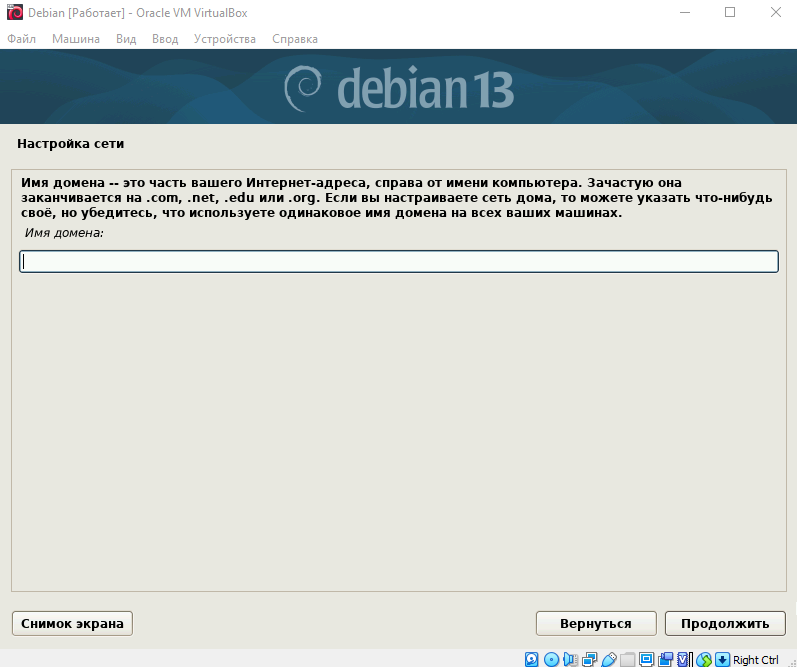 Debian [Работает] - Oracle VM VirtualBox
Файл Машина Вид Ввод Устройства Справка
debian 13
Настройка сети
Имя домена -- это часть вашего Интернет-адреса, справа от имени компьютера. Зачастую она
заканчивается на .com, .net, .edu или .org. Если вы настраиваете сеть дома, то можете указать что-нибудь
своё, но убедитесь, что используете одинаковое имя домена на всех ваших машинах.
Имя домена:
Снимок экрана Вернуться Продолжить
Right Ctrl